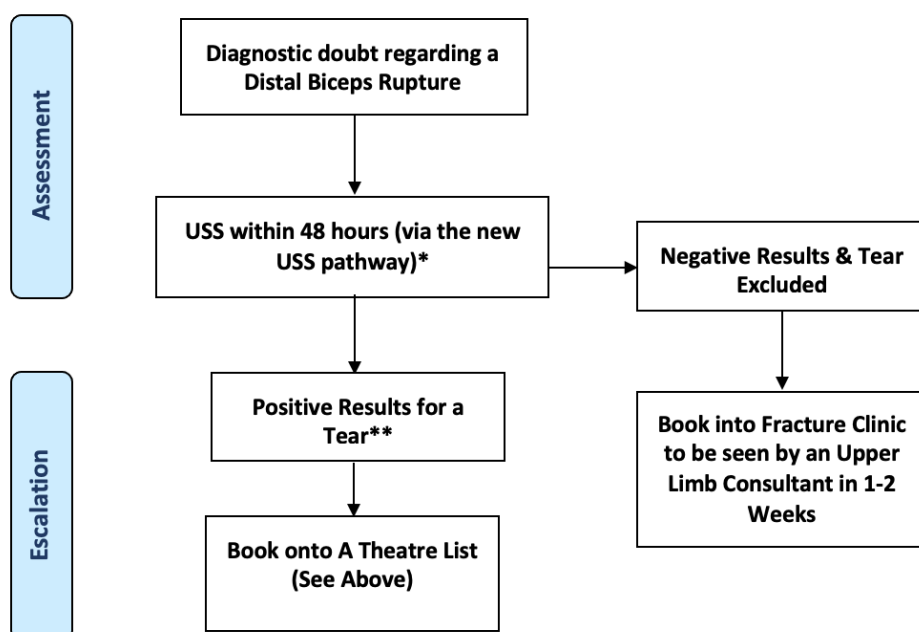 Assessment
Diagnostic doubt regarding a
Distal Biceps Rupture
USS within 48 hours (via the new
USS pathway)*
Negative Results & Tear
Excluded
Escalation
Positive Results for a
Tear**
Book into Fracture Clinic
to be seen by an Upper
Limb Consultant in 1-2
Weeks
Book onto A Theatre List
(See Above)